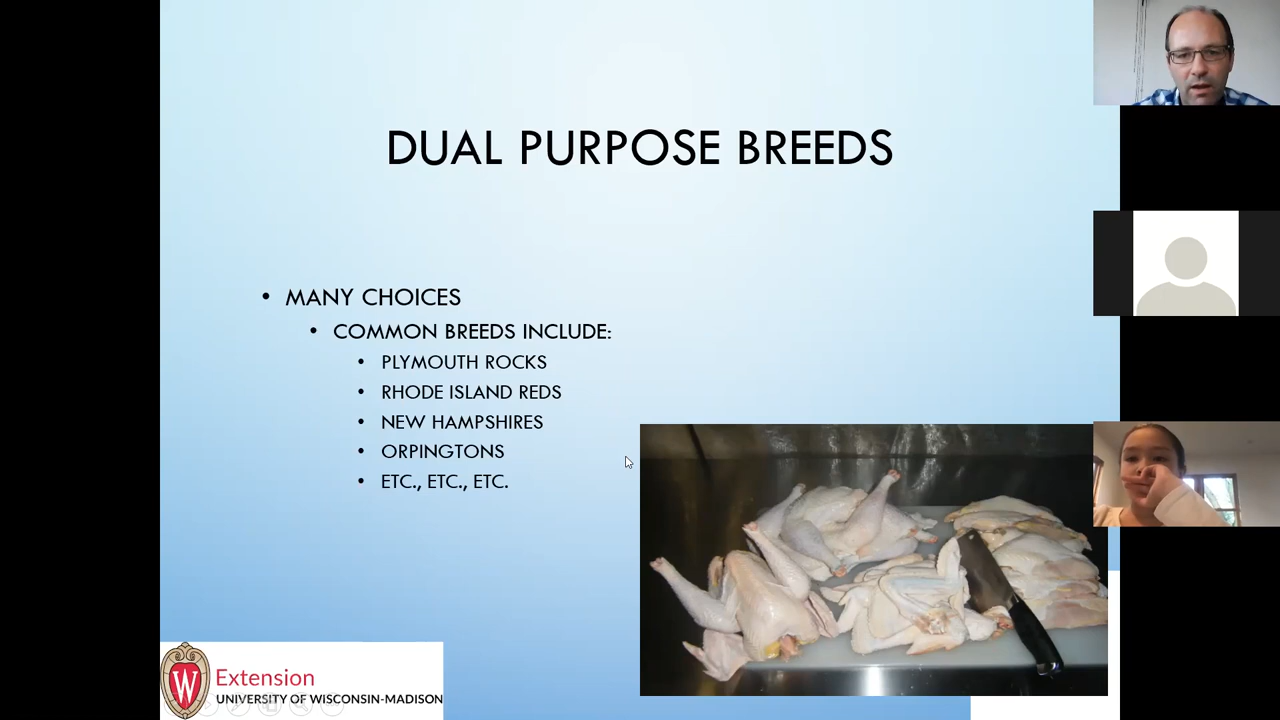 DUAL PURPOSE BREEDS
• MANY CHOICES
• COMMON BREEDS INCLUDE:
• PLYMOUTH ROCKS
• RHODE ISLAND REDS
• NEW HAMPSHIRES
• ORPINGTONS
• ETC., ETC., ETC.
W
Extension
UNIVERSITY OF WISCONSIN-MADISON